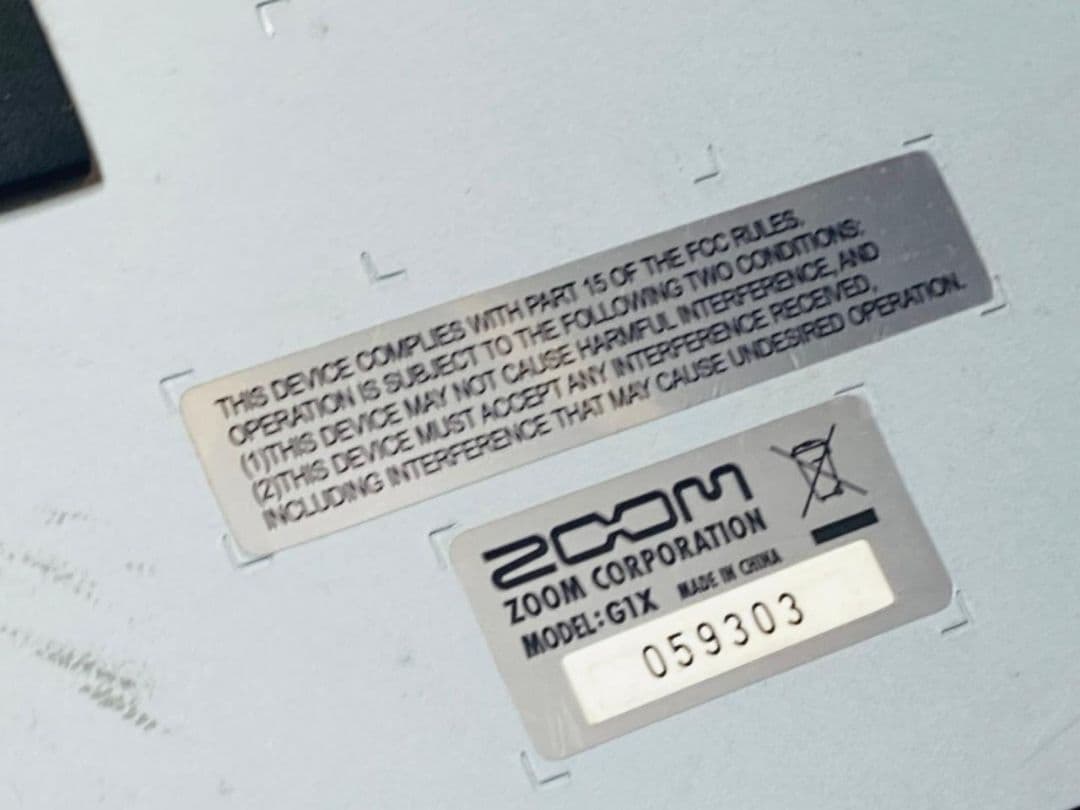 THIS DEVICE COMPLIES WITH PART 15 OF THE FCC RULES.
OPERATION IS SUBJECT TO THE FOLLOWING TWO CONDITIONS:
(1)THIS DEVICE MAY NOT CAUSE HARMFUL INTERFERENCE, AND
(2)THIS DEVICE MUST ACCEPT ANY INTERFERENCE RECEIVED,
INCLUDING INTERFERENCE THAT MAY CAUSE UNDESIRED OPERATION.
ZOOM
ZOOM CORPORATION
MODEL:G1X MADE IN CHINA
059303